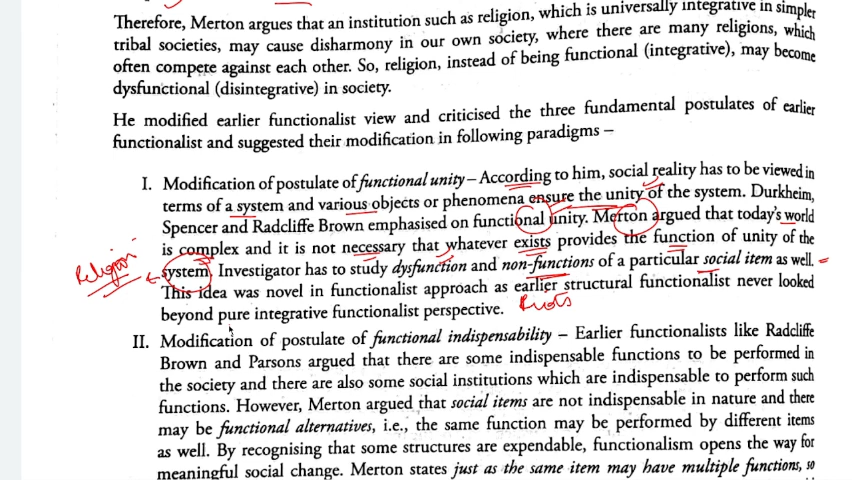 Therefore, Merton argues that an institution such as religion, which is universally integrative in simpler
tribal societies, may cause disharmony in our own society, where there are many religions, which
often compete against each other. So, religion, instead of being functional (integrative), may become
dysfunctional (disintegrative) in society.
He modified earlier functionalist view and criticised the three fundamental postulates of earlier
functionalist and suggested their modification in following paradigms –
I. Modification of postulate of functional unity – According to him, social reality has to be viewed in
terms of a system and various objects or phenomena ensure the unity of the system. Durkheim,
Spencer and Radcliffe Brown emphasised on functional unity. Merton argued that today's world
is complex and it is not necessary that whatever exists provides the function of unity of the
Religion
system. Investigator has to study dysfunction and non-functions of a particular social item as well.
This idea was novel in functionalist approach as earlier structural functionalist never looked
beyond pure integrative functionalist perspective.
Riots
II. Modification of postulate of functional indispensability – Earlier functionalists like Radcliffe
Brown and Parsons argued that there are some indispensable functions to be performed in
the society and there are also some social institutions which are indispensable to perform such
functions. However, Merton argued that social items are not indispensable in nature and there
may be functional alternatives, i.e., the same function may be performed by different items
as well. By recognising that some structures are expendable, functionalism opens the way for
meaningful social change. Merton states just as the same item may have multiple functions, so